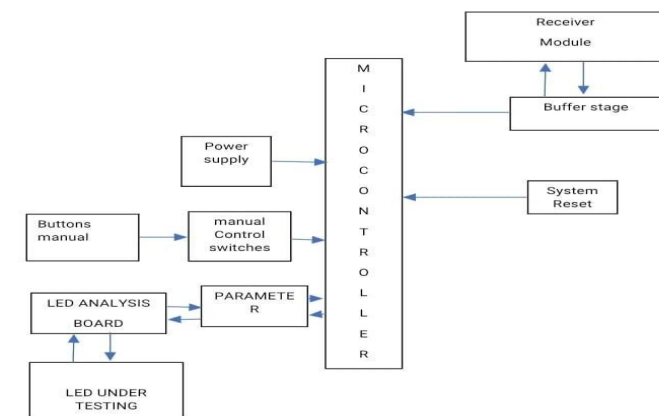 Receiver
Module
Buffer stage
M
I
C
R
O
C
O
N
T
R
O
L
L
E
R
Power
supply
System
Reset
Buttons
manual
manual
Control
switches
LED ANALYSIS
BOARD
PARAMETE
R
LED UNDER
TESTING